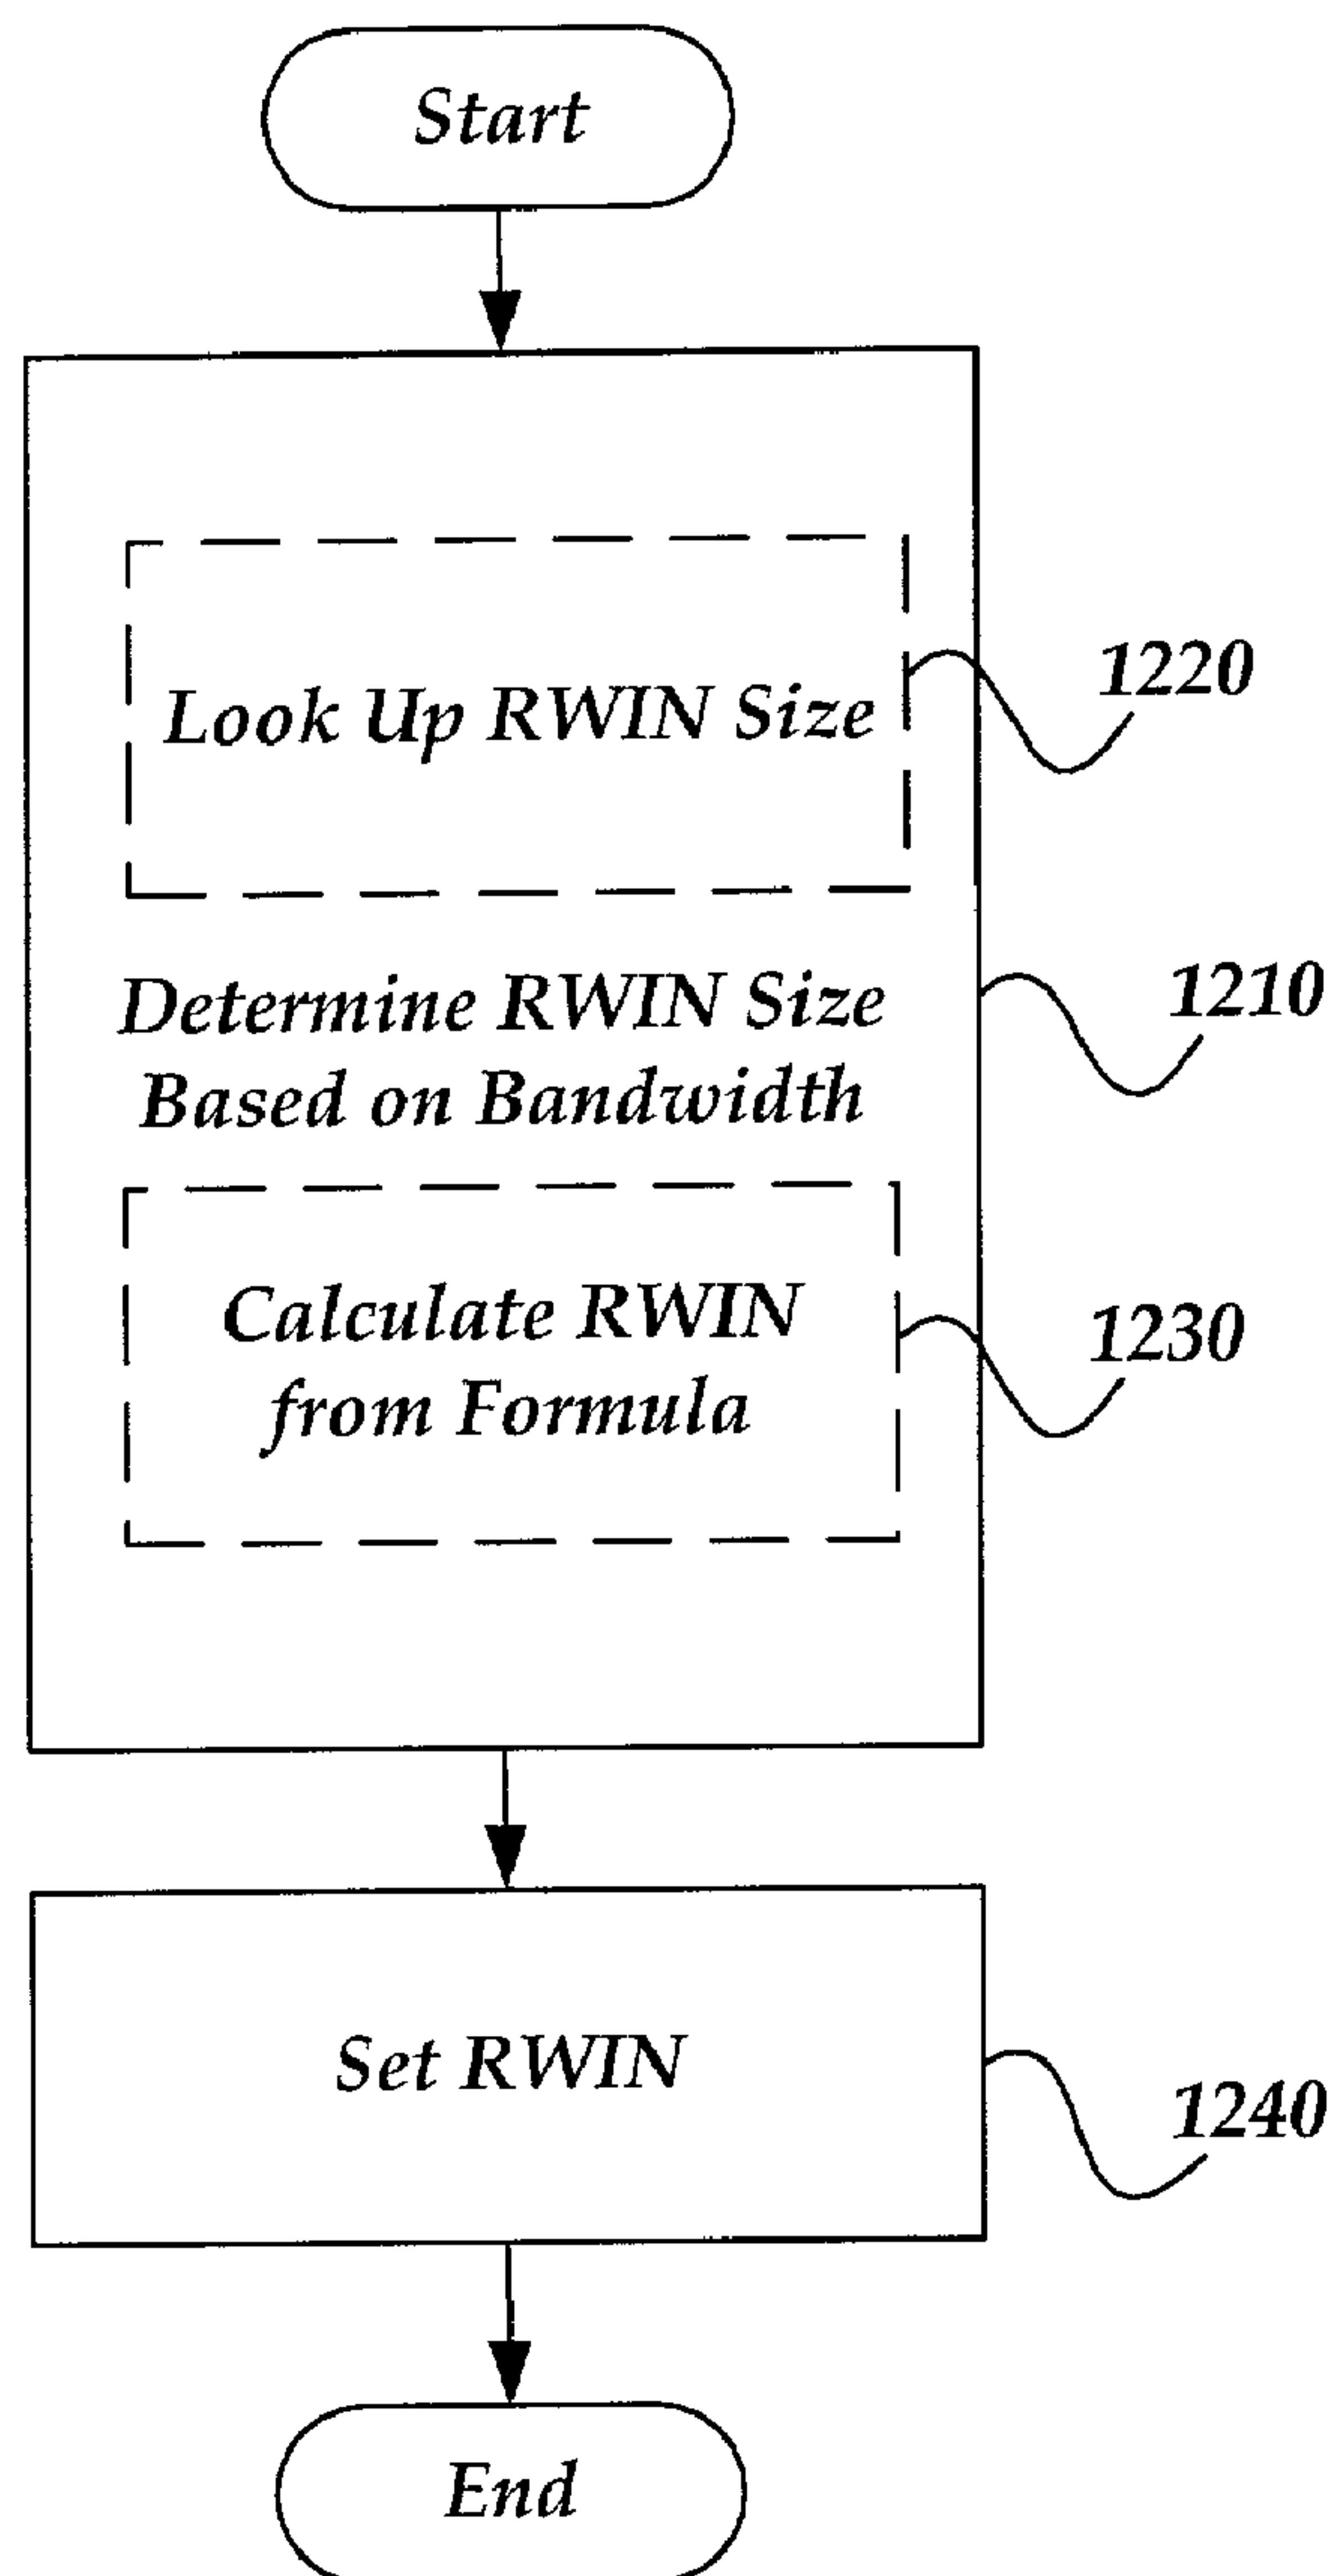 Start
Look Up RWIN Size
1220
Determine RWIN Size
Based on Bandwidth
1210
Calculate RWIN
from Formula
1230
Set RWIN
1240
End